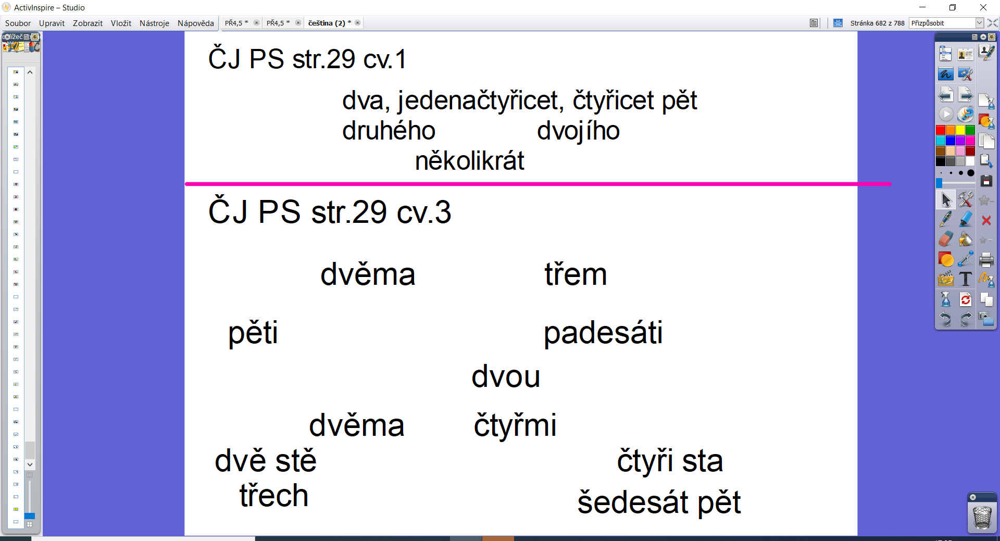 ActivInspire – Studio
Soubor Upravit Zobrazit Vložit Nástroje Nápověda PŘ4,5 * PŘ4,5 * čeština (2) * Stránka 682 z 788 Přizpůsobit
ČJ PS str.29 cv.1
dva, jedenačtyřicet, čtyřicet pět
druhého dvojího
několikrát
ČJ PS str.29 cv.3
dvěma třem
pěti padesáti
dvou
dvěma čtyřmi
dvě stě čtyři sta
třech šedesát pět